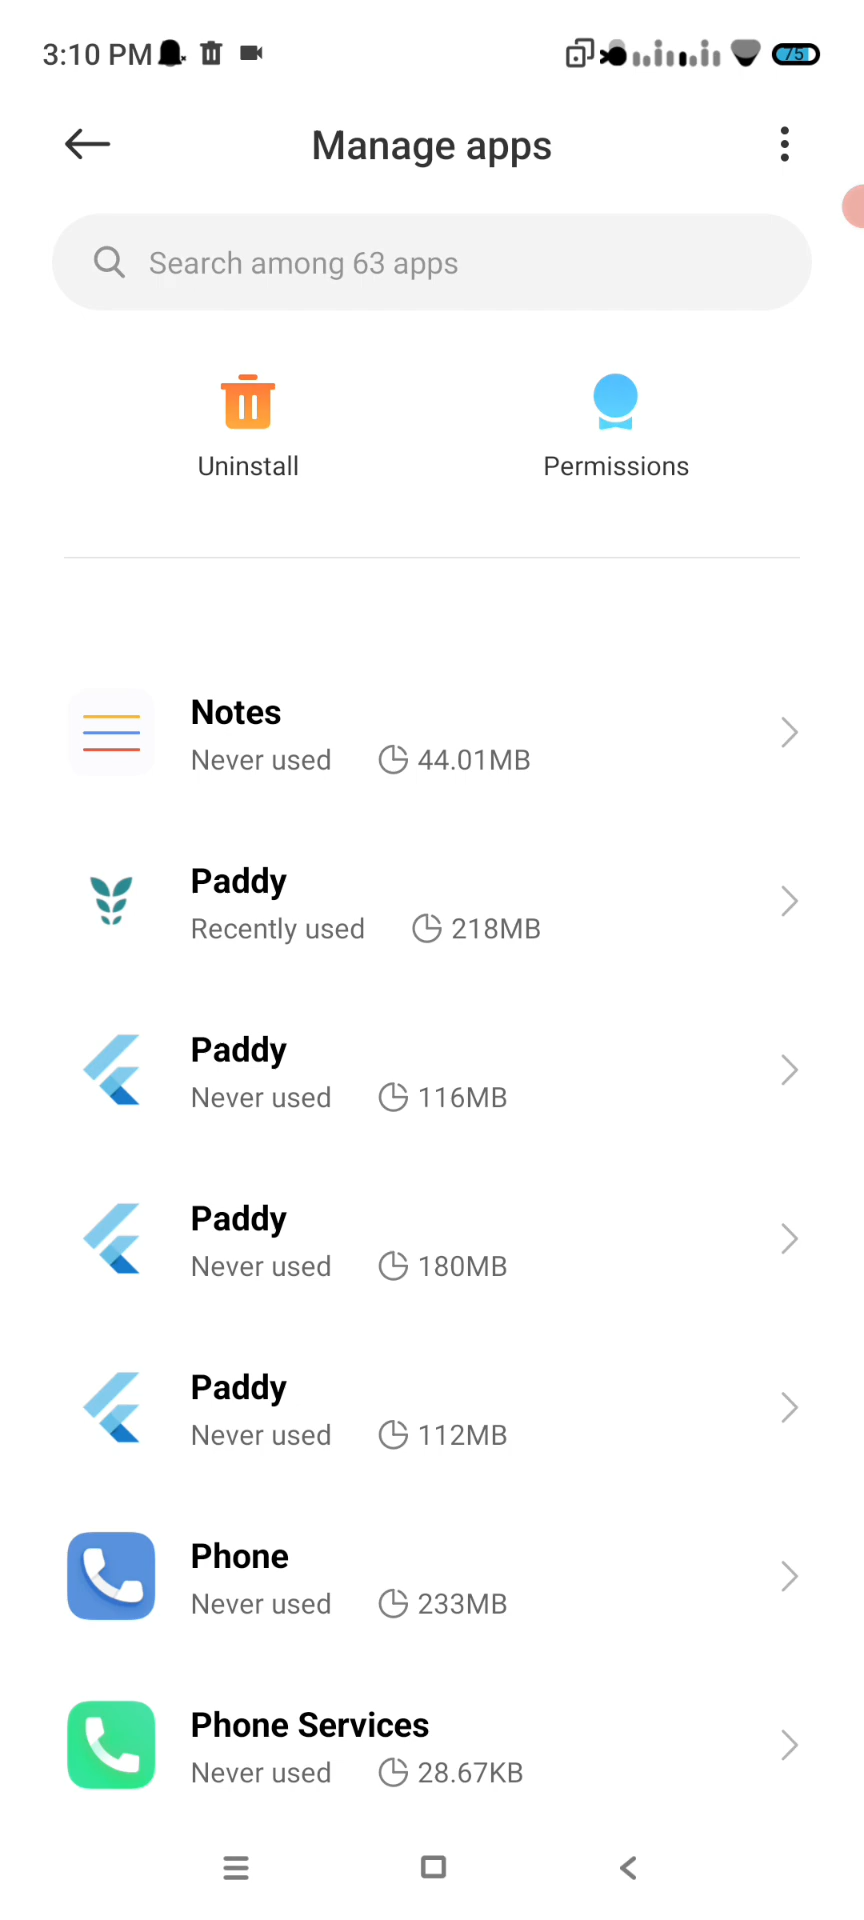 3:10 PM
75
Manage apps
Search among 63 apps
Uninstall
Permissions
Notes
Never used 44.01MB
Paddy
Recently used 218MB
Paddy
Never used 116MB
Paddy
Never used 180MB
Paddy
Never used 112MB
Phone
Never used 233MB
Phone Services
Never used 28.67KB